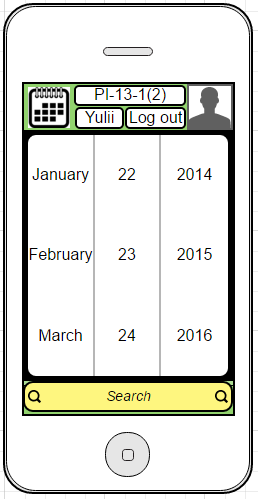 PI-13-1(2)
Yulii Log out
January 22 2014
February 23 2015
March 24 2016
Search